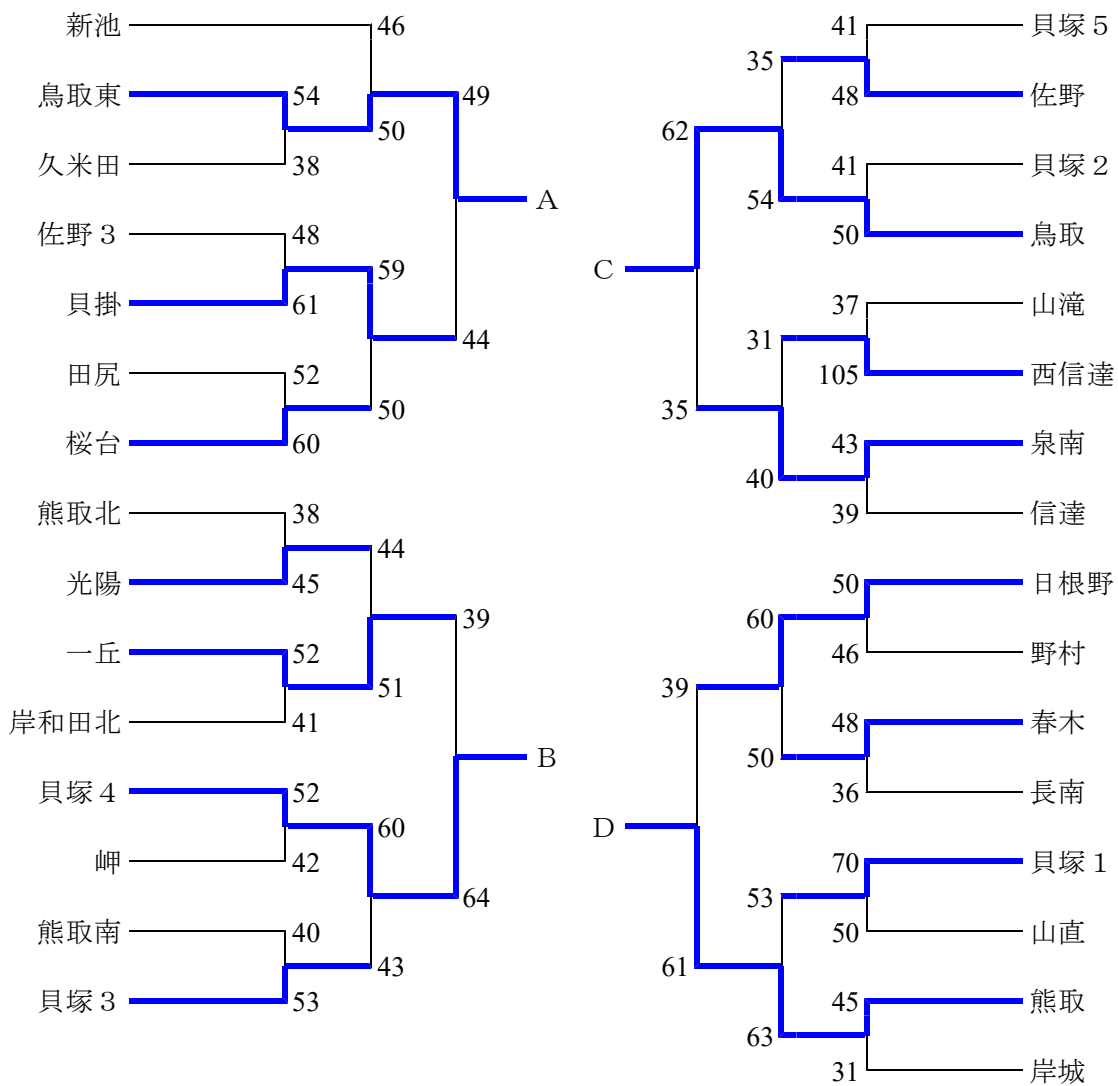 新池
46
鳥取東
54
49
50
久米田
38
A
佐野３
48
59
貝掛
61
44
田尻
52
50
桜台
60
熊取北
38
44
光陽
45
39
一丘
52
51
岸和田北
41
B
貝塚４
52
60
岬
42
64
熊取南
40
43
貝塚３
53
41
貝塚５
35
48
佐野
62
41
貝塚２
54
50
鳥取
C
37
山滝
31
105
西信達
35
43
泉南
40
39
信達
50
日根野
60
46
野村
39
48
春木
50
36
長南
D
70
貝塚１
53
50
山直
61
45
熊取
63
31
岸城